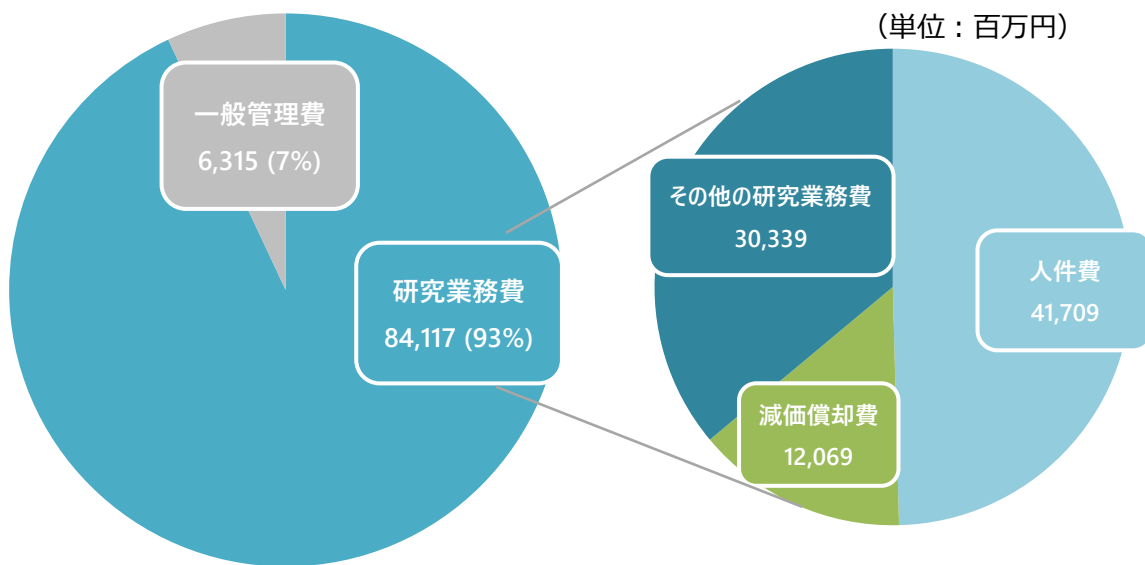 (単位：百万円)
一般管理費
6,315 (7%)
研究業務費
84,117 (93%)
その他の研究業務費
30,339
人件費
41,709
減価償却費
12,069